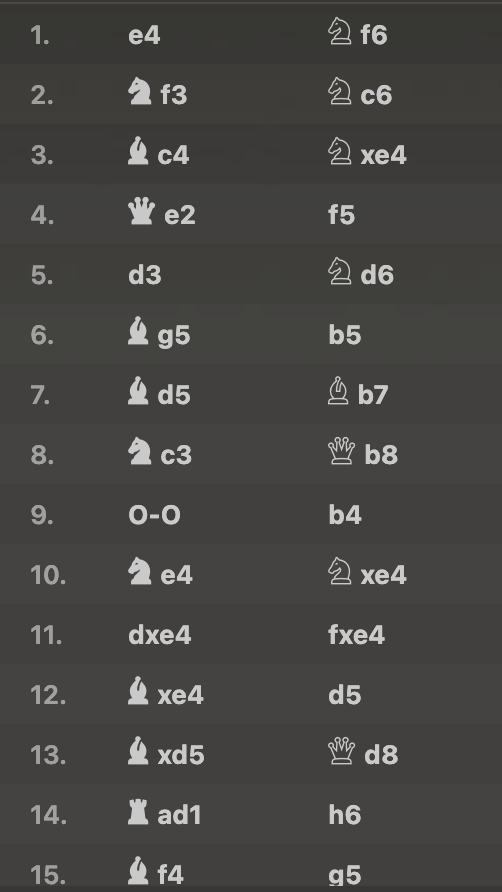 1. e4 ♘f6
2. ♞f3 ♘c6
3. ♝c4 ♘xe4
4. ♛e2 f5
5. d3 ♘d6
6. ♝g5 b5
7. ♝d5 ♗b7
8. ♞c3 ♕b8
9. O-O b4
10. ♞e4 ♘xe4
11. dxe4 fxe4
12. ♝xe4 d5
13. ♝xd5 ♕d8
14. ♜ad1 h6
15. ♝f4 g5